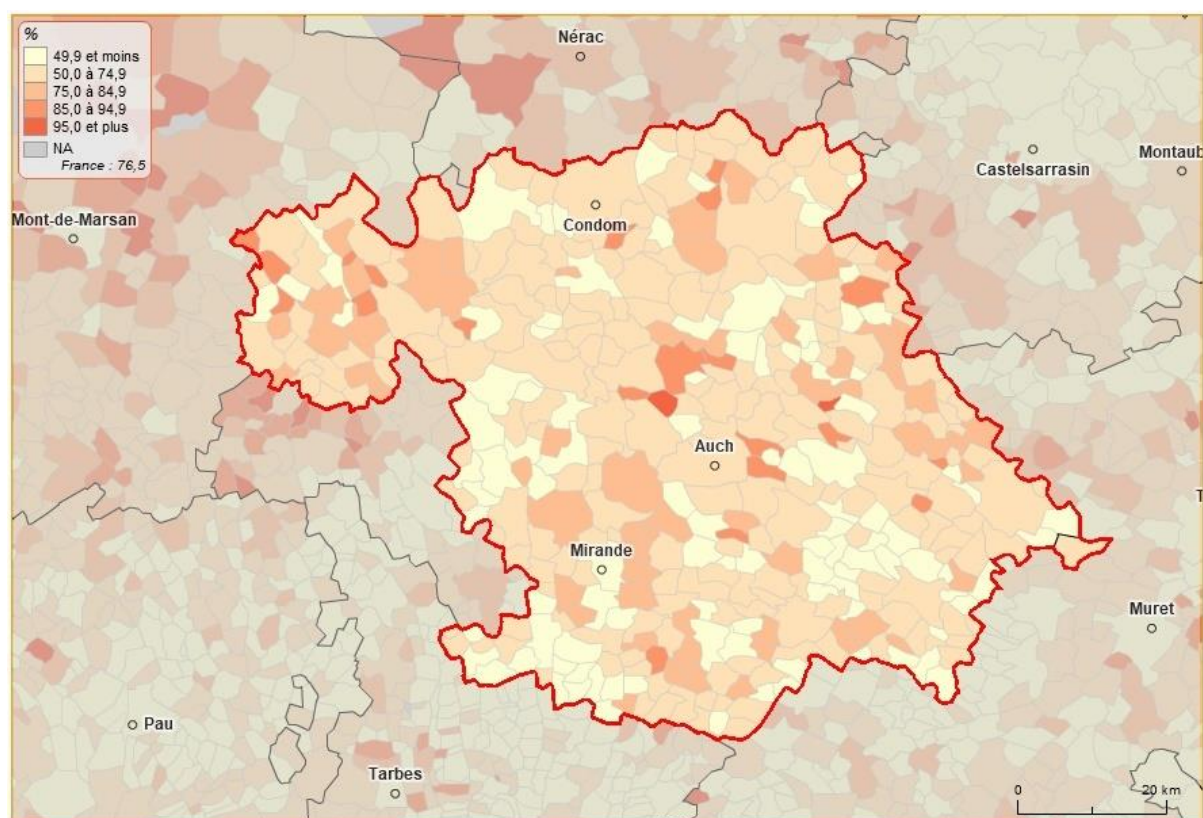 %
49,9 et moins
50,0 à 74,9
75,0 à 84,9
85,0 à 94,9
95,0 et plus
NA
France : 76,5
Nérac
Castelsarrasin
Montaub
Mont-de-Marsan
Condom
Auch
T
Mirande
Muret
Pau
Tarbes
0 20 km